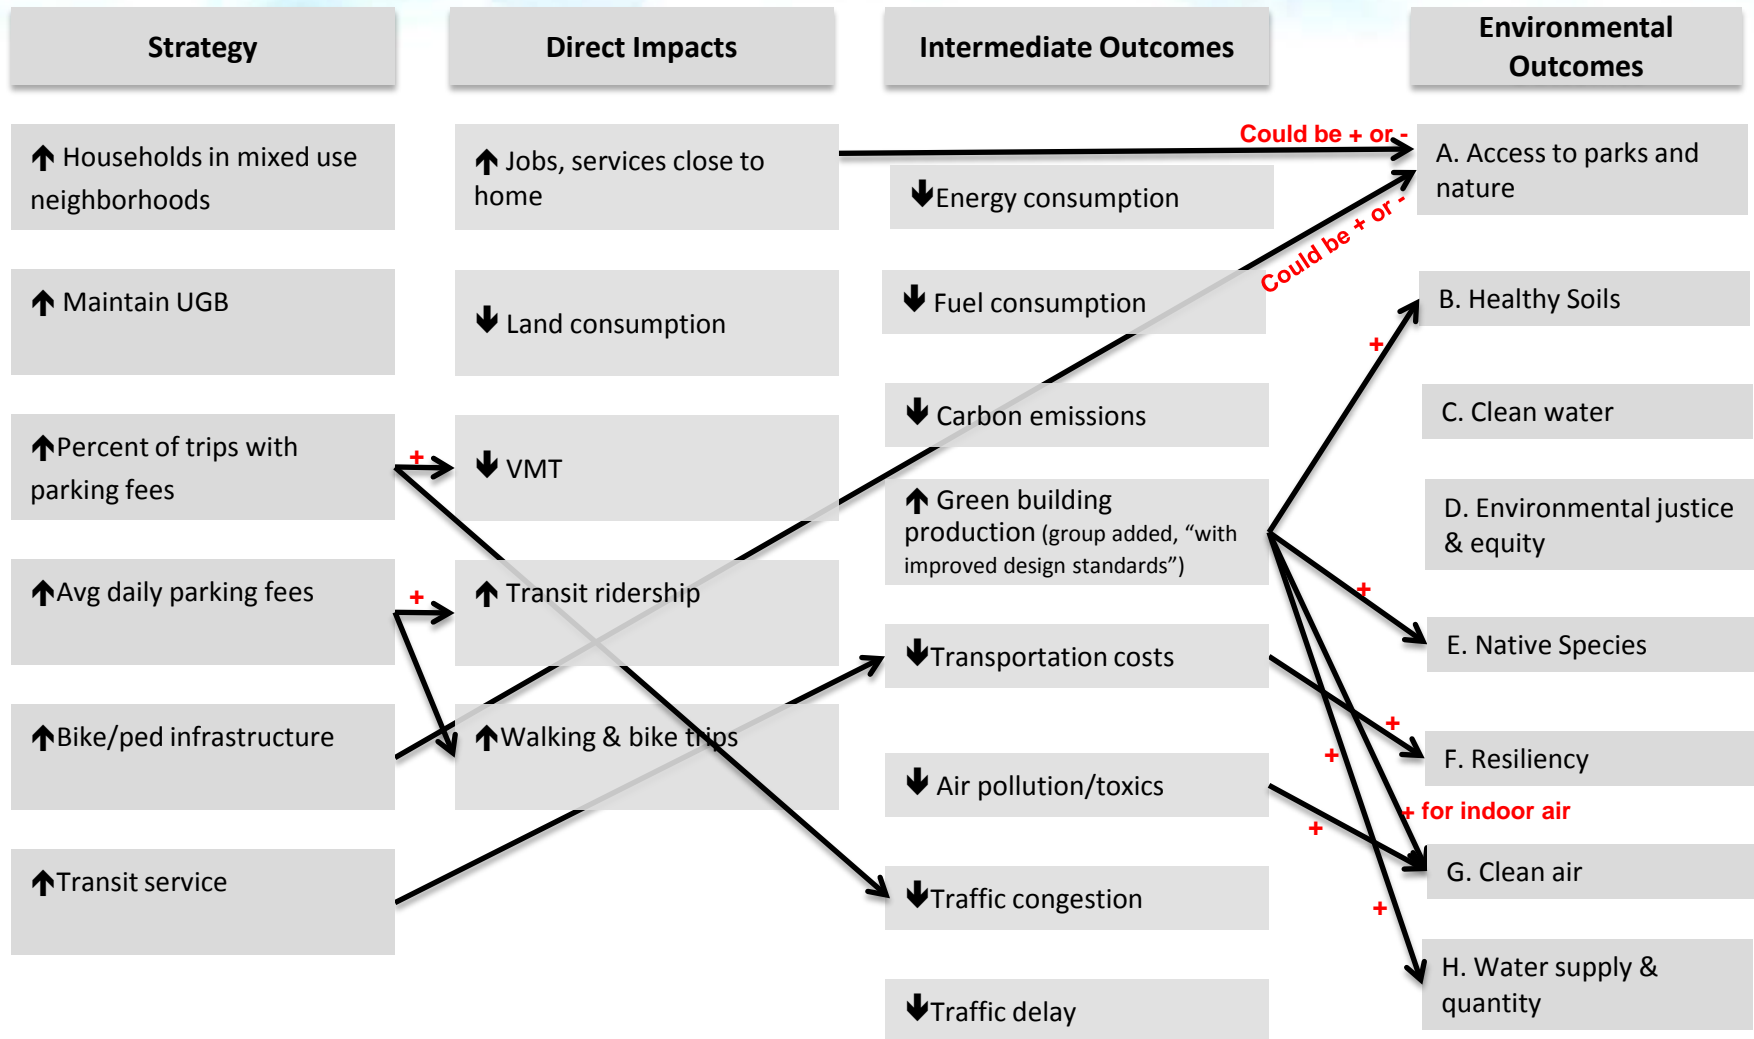 Strategy
Direct Impacts
Intermediate Outcomes
Environmental
Outcomes
↑ Households in mixed use
neighborhoods
↑ Maintain UGB
↑Percent of trips with
parking fees
↑Avg daily parking fees
↑Bike/ped infrastructure
↑Transit service
↑ Jobs, services close to
home
↓ Land consumption
↓ VMT
↑ Transit ridership
↑Walking & bike trips
↓Energy consumption
↓ Fuel consumption
↓ Carbon emissions
↑ Green building
production (group added, “with
improved design standards”)
↓Transportation costs
↓ Air pollution/toxics
↓Traffic congestion
↓Traffic delay
A. Access to parks and
nature
B. Healthy Soils
C. Clean water
D. Environmental justice
& equity
E. Native Species
F. Resiliency
G. Clean air
H. Water supply &
quantity
Could be + or -
Could be + or -
+
+
+
+
+
+ for indoor air
+
+
+